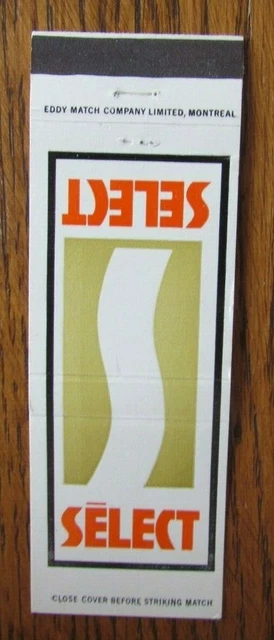 EDDY MATCH COMPANY LIMITED, MONTREAL
SELECT
SĒLECT
CLOSE COVER BEFORE STRIKING MATCH